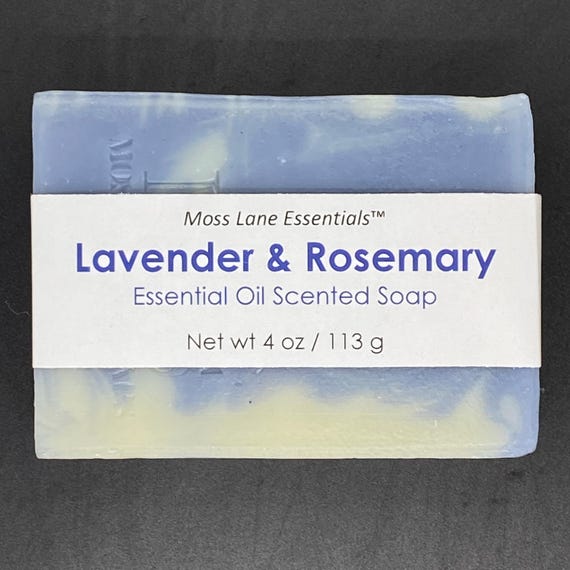 Moss Lane Essentials™
Lavender & Rosemary
Essential Oil Scented Soap
Net wt 4 oz / 113 g